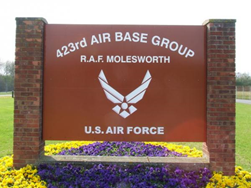 423rd AIR BASE GROUP
R.A.F. MOLESWORTH
U.S. AIR FORCE